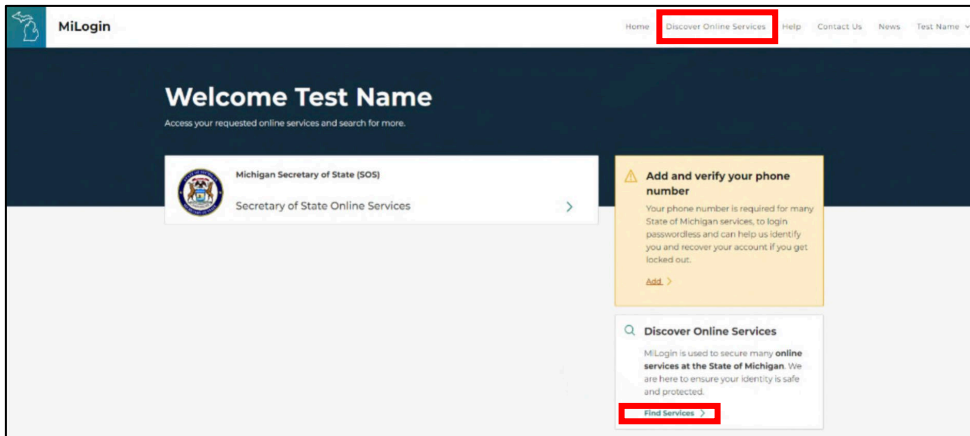 MiLogin
Home Discover Online Services Help Contact Us News Test Name
Welcome Test Name
Access your requested online services and search for more.
Michigan Secretary of State (SOS)
Secretary of State Online Services
Add and verify your phone
number
Your phone number is required for many
State of Michigan services, to login
passwordless and can help us identify
you and recover your account if you get
locked out.
Add
Discover Online Services
MiLogin is used to secure many online
services at the State of Michigan. We
are here to ensure your identity is safe
and protected.
Find Services